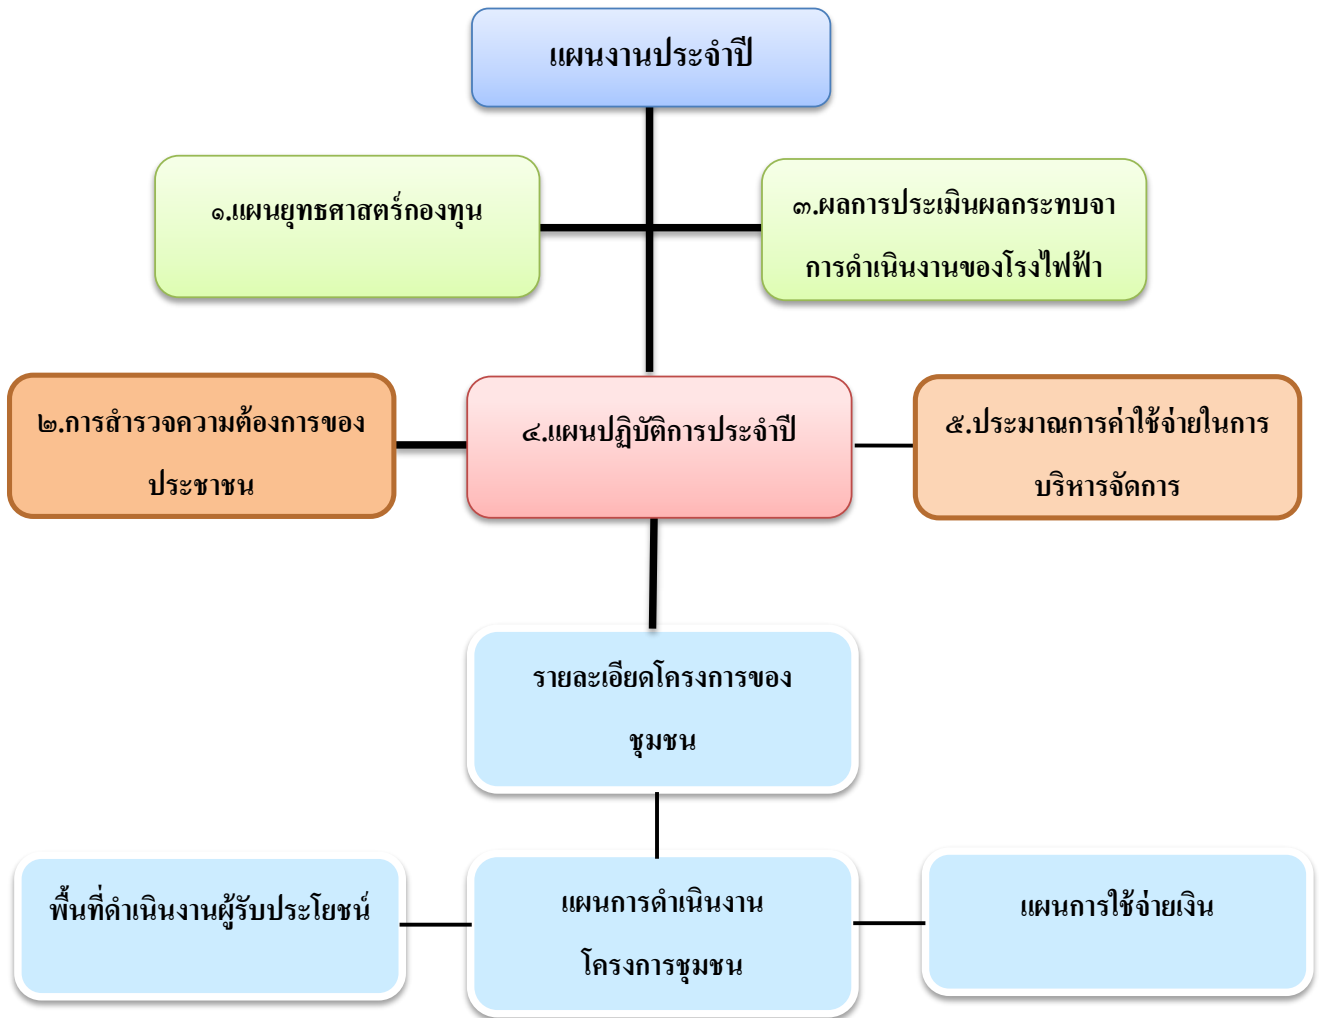 แผนงานประจำปี
๑.แผนยุทธศาสตร์กองทุน
๓.ผลการประเมินผลกระทบจา
การดำเนินงานของโรงไฟฟ้า
๒.การสำรวจความต้องการของ
ประชาชน
๔.แผนปฏิบัติการประจำปี
๕.ประมาณการค่าใช้จ่ายในการ
บริหารจัดการ
รายละเอียดโครงการของ
ชุมชน
พื้นที่ดำเนินงานผู้รับประโยชน์
แผนการดำเนินงาน
โครงการชุมชน
แผนการใช้จ่ายเงิน